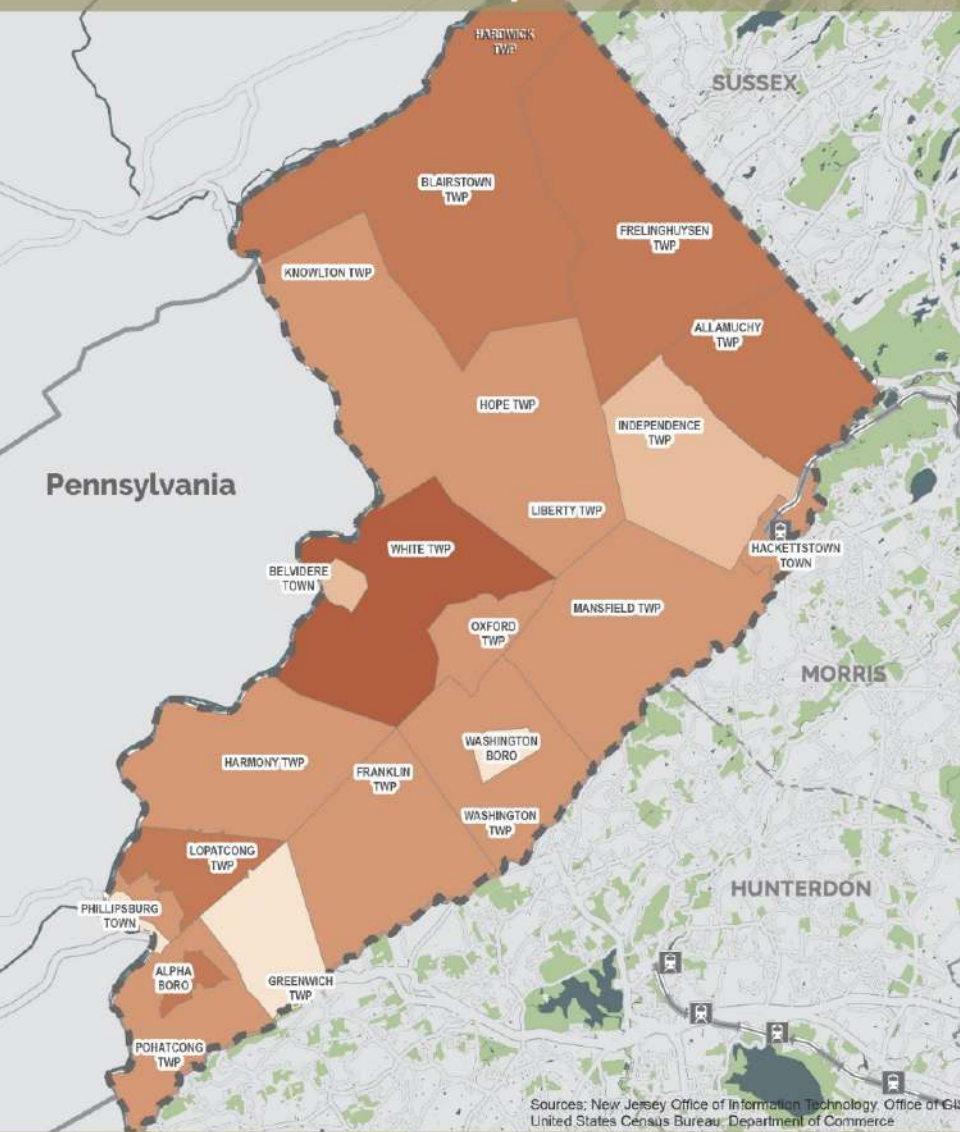 HARDWICK
TWP
SUSSEX
BLAIRSTOWN
TWP
FRELINGHUYSEN
TWP
KNOWLTON TWP
ALLAMUCHY
TWP
HOPE TWP
INDEPENDENCE
TWP
Pennsylvania
LIBERTY TWP
WHITE TWP
HACKETTSTOWN
TOWN
BELVIDERE
TOWN
MANSFIELD TWP
OXFORD
TWP
MORRIS
WASHINGTON
BORO
HARMONY TWP
FRANKLIN
TWP
WASHINGTON
TWP
LOPATCONG
TWP
HUNTERDON
PHILLIPSBURG
TOWN
ALPHA
BORO
GREENWICH
TWP
POHATCONG
TWP
Sources: New Jersey Office of Information Technology, Office of GIS
United States Census Bureau, Department of Commerce